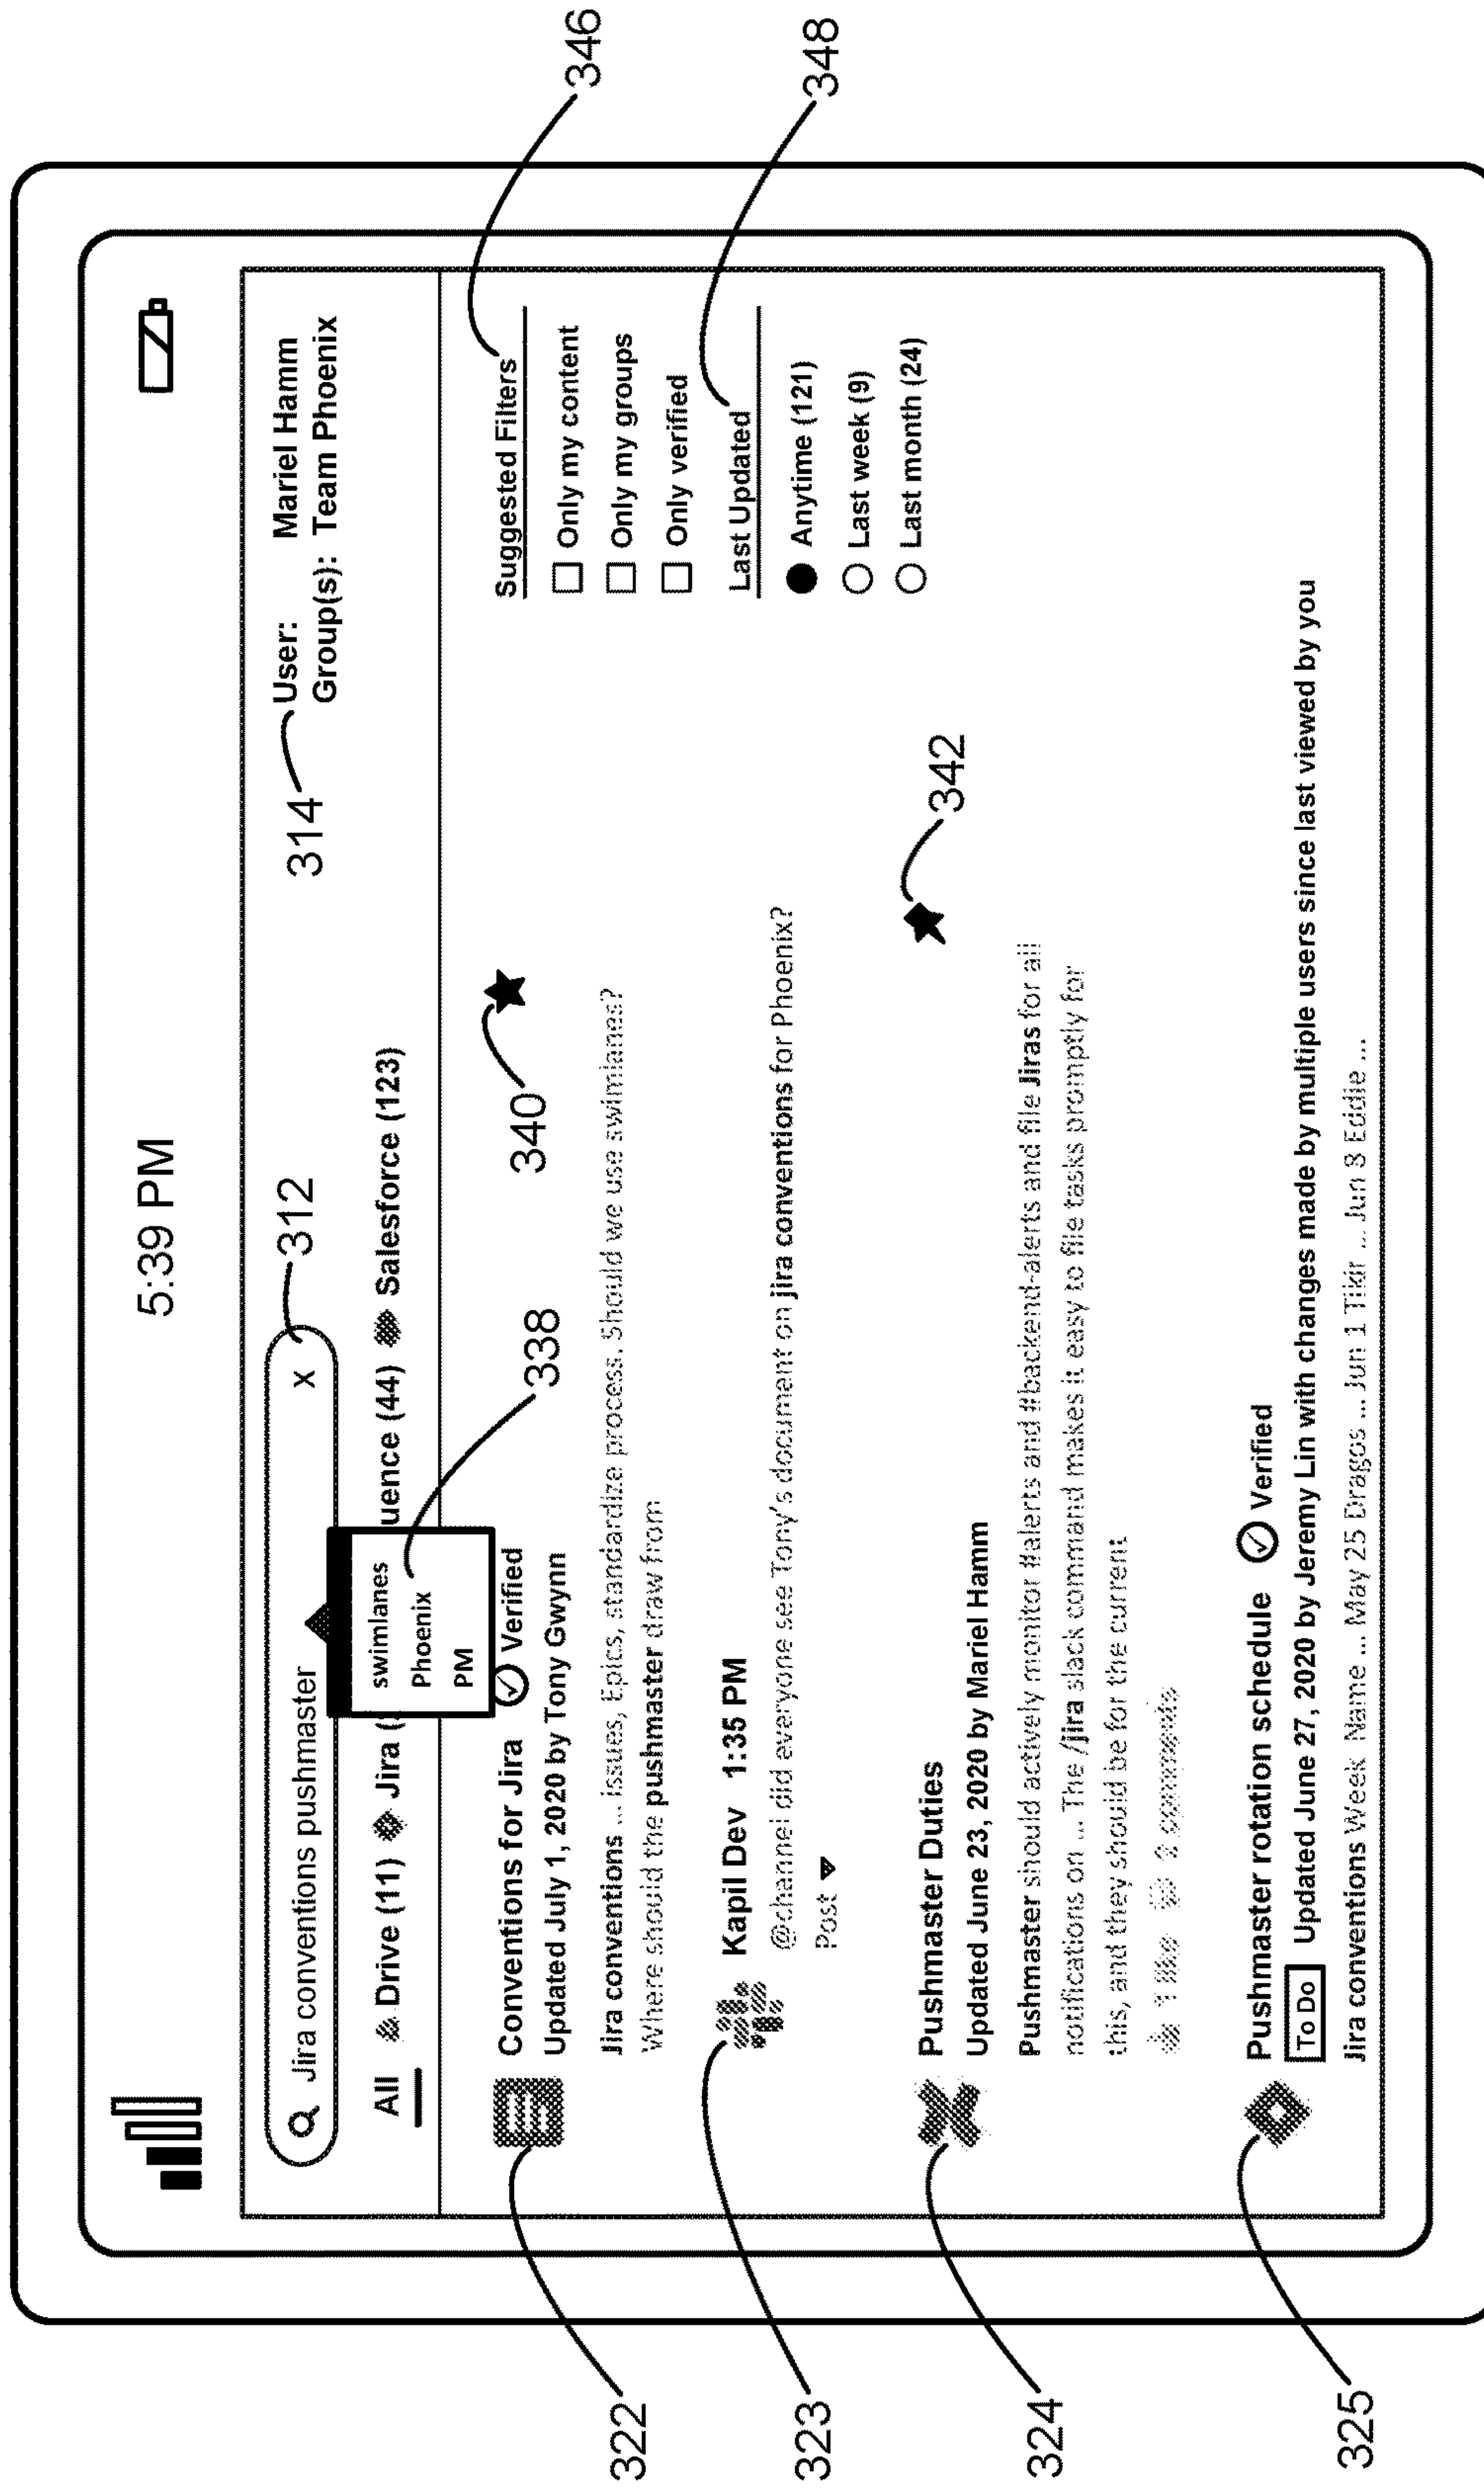 5:39 PM
Jira conventions pushmaster X
312
314
User: Mariel Hamm
Group(s): Team Phoenix
All Drive (11) Jira ( uence (44) Salesforce (123)
swimlanes
Phoenix
PM
338
340
342
346
348
322
Conventions for Jira Verified
Updated July 1, 2020 by Tony Gwynn
Jira conventions ... issues, Epics, standardize process. Should we use swimlanes?
Where should the pushmaster draw from
323
Kapil Dev 1:35 PM
@channel did everyone see Tony's document on jira conventions for Phoenix?
Post
324
Pushmaster Duties
Updated June 23, 2020 by Mariel Hamm
Pushmaster should actively monitor #alerts and #backend-alerts and file Jiras for all
notifications on ... The /jira slack command makes it easy to file tasks promptly for
this, and they should be for the current
1 like comments
325
Pushmaster rotation schedule Verified
To Do Updated June 27, 2020 by Jeremy Lin with changes made by multiple users since last viewed by you
Jira conventions Week Name ... May 25 Dragos ... Jun 1 Tikir ... Jun 8 Eddie ...
Suggested Filters
Only my content
Only my groups
Only verified
Last Updated
Anytime (121)
Last week (9)
Last month (24)